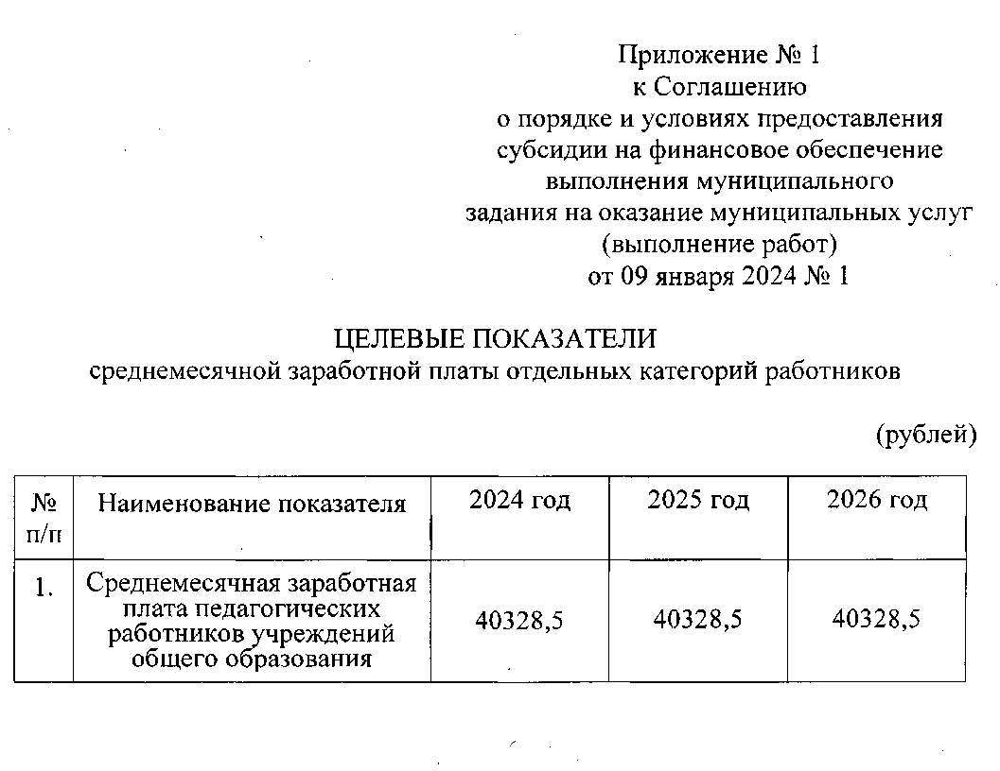 Приложение № 1
к Соглашению
о порядке и условиях предоставления
субсидии на финансовое обеспечение
выполнения муниципального
задания на оказание муниципальных услуг
(выполнение работ)
от 09 января 2024 № 1
ЦЕЛЕВЫЕ ПОКАЗАТЕЛИ
среднемесячной заработной платы отдельных категорий работников
(рублей)
№ п/п
Наименование показателя
2024 год
2025 год
2026 год
1.
Среднемесячная заработная
плата педагогических
работников учреждений
общего образования
40328,5
40328,5
40328,5